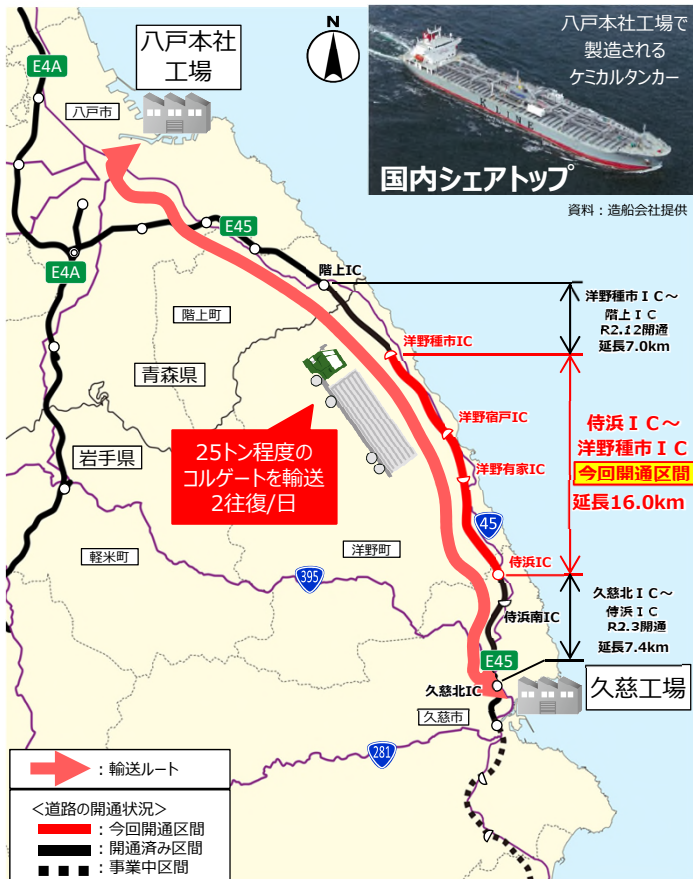 八戸本社
工場
N
八戸本社工場で
製造される
ケミカルタンカー
K LINE
国内シェアトップ
資料：造船会社提供
E4A
八戸市
E45
E4A
階上IC
階上町
洋野種市ＩＣ～
階上ＩＣ
R2.12開通
延長7.0km
洋野種市IC
青森県
洋野宿戸IC
侍浜ＩＣ～
洋野種市ＩＣ
今回開通区間
延長16.0km
25トン程度の
コルゲートを輸送
2往復/日
岩手県
洋野有家IC
45
軽米町
洋野町
395
侍浜IC
侍浜南IC
久慈北ＩＣ～
侍浜ＩＣ
R2.3開通
延長7.4km
E45
久慈北IC
久慈工場
久慈市
281
：輸送ルート
＜道路の開通状況＞
：今回開通区間
：開通済み区間
：事業中区間